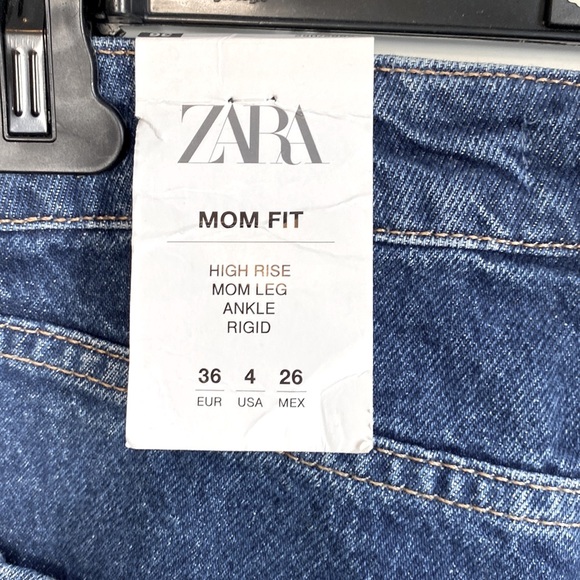 ZARA
MOM FIT
HIGH RISE
MOM LEG
ANKLE
RIGID
36 4 26
EUR USA MEX